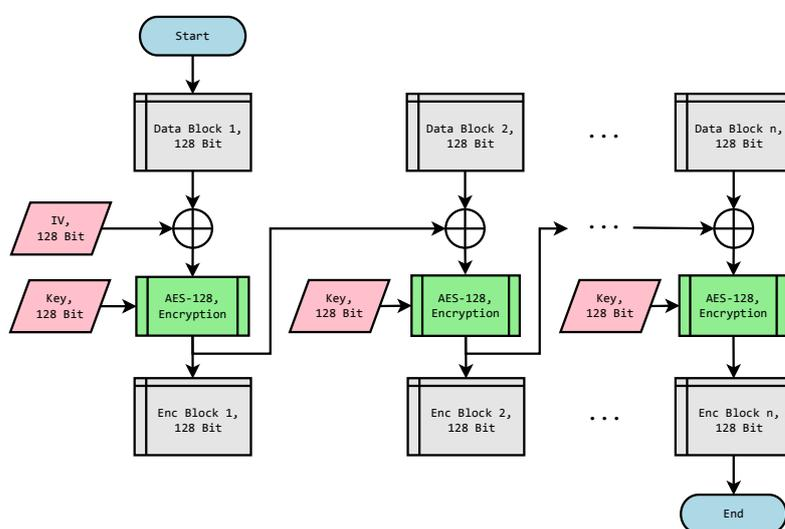 Start
Data Block 1,
128 Bit
Data Block 2,
128 Bit
...
Data Block n,
128 Bit
IV,
128 Bit
...
Key,
128 Bit
AES-128,
Encryption
Key,
128 Bit
AES-128,
Encryption
Key,
128 Bit
AES-128,
Encryption
Enc Block 1,
128 Bit
Enc Block 2,
128 Bit
...
Enc Block n,
128 Bit
End